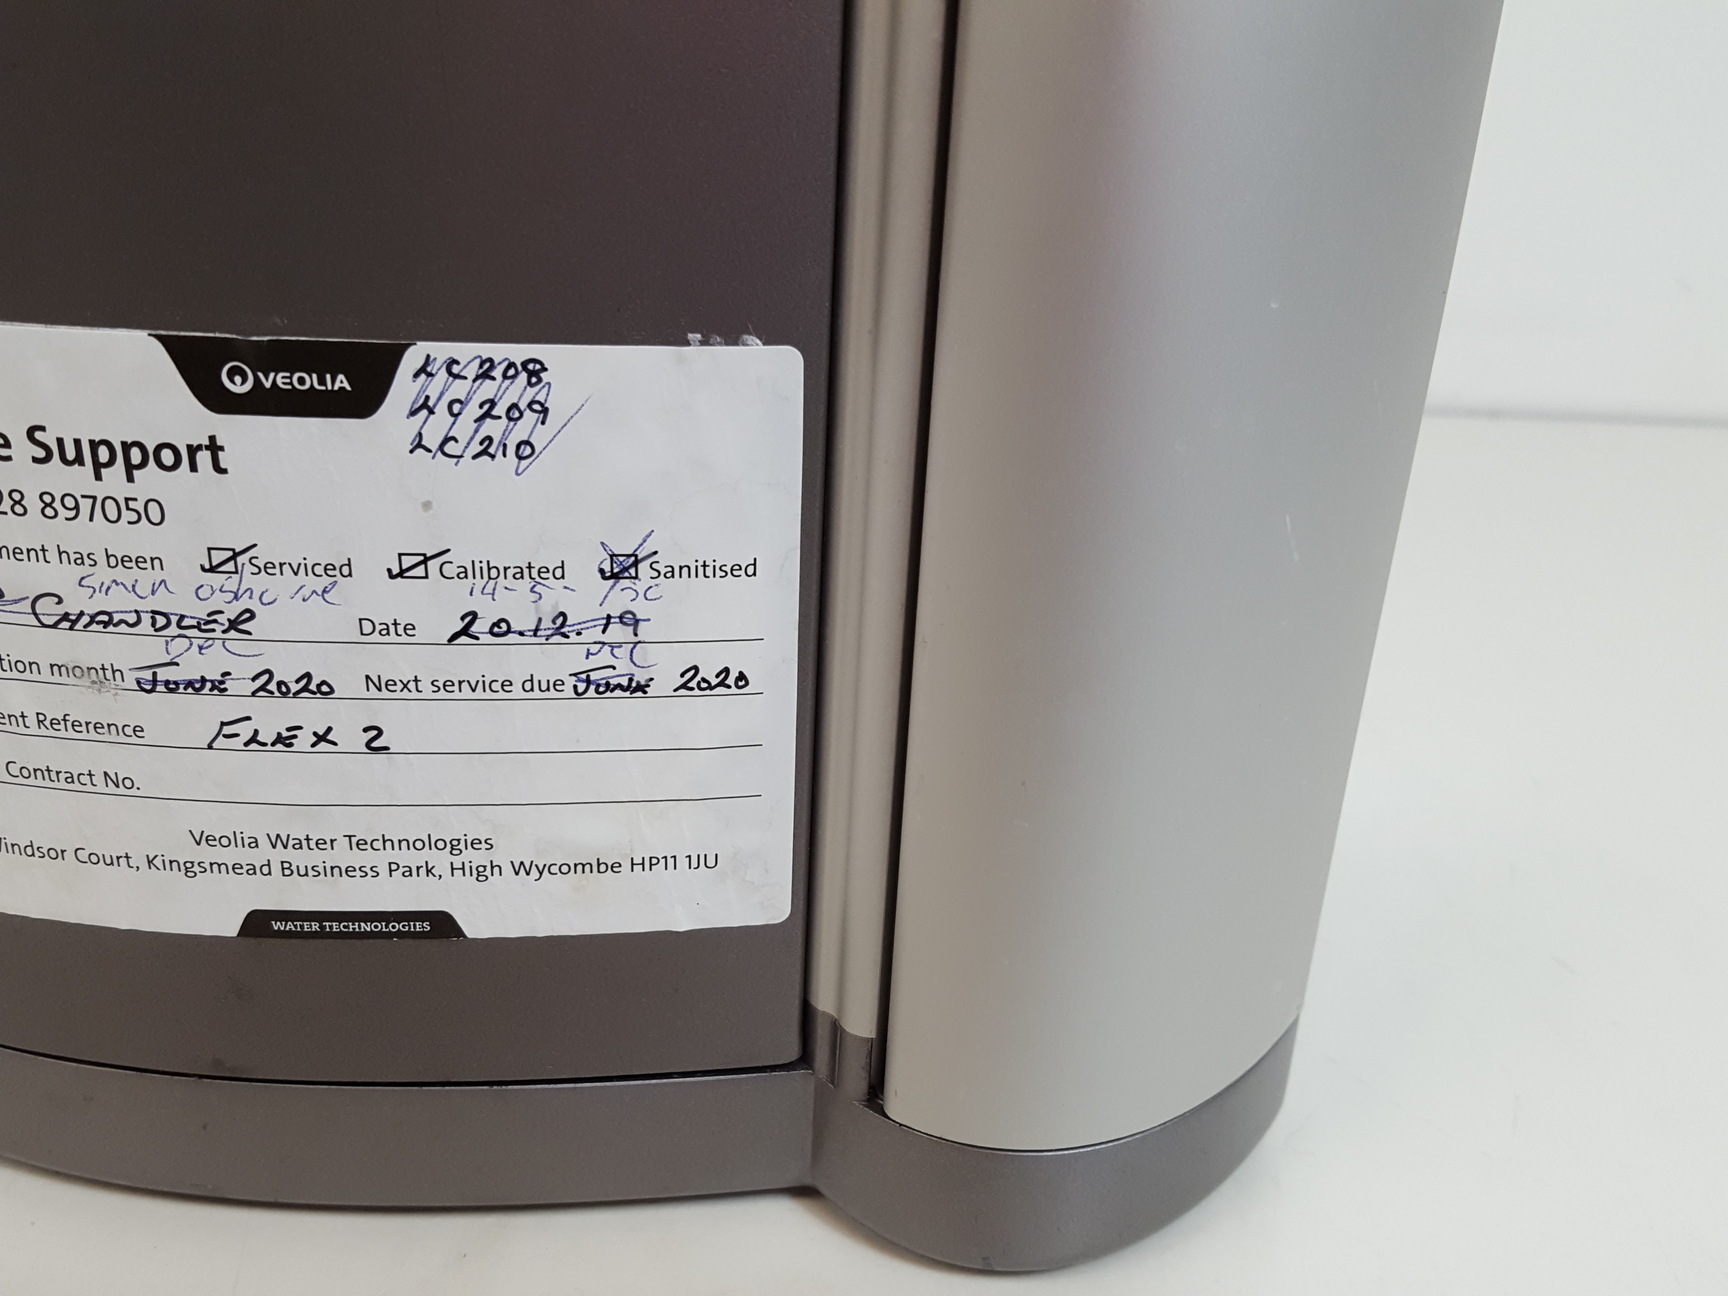 VEOLIA
LC208
LC209
LC210
e Support
28 897050
ment has been Serviced Calibrated Sanitised
Simon Osborne 14-5-
CHANDLER Date 20.12.19
DEC DEC
tion month JUNE 2020 Next service due JUNE 2020
ent Reference FLEX 2
Contract No.
Veolia Water Technologies
Windsor Court, Kingsmead Business Park, High Wycombe HP11 1JU
WATER TECHNOLOGIES